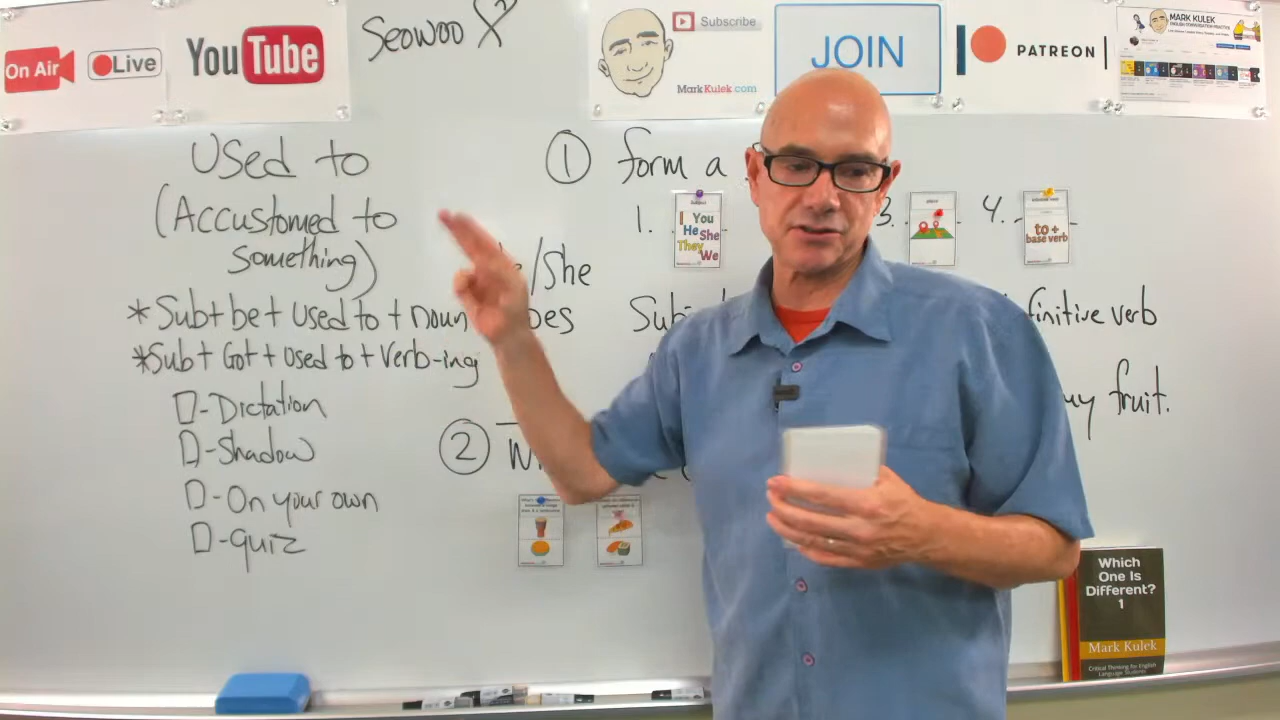 On Air
Live
YouTube
Seowoo
Subscribe
MarkKulek.com
JOIN
PATREON
MARK KULEK
Used to
(Accustomed to
something)
*Sub+ be + used to + noun
*Sub+ Got + used to + Verb-ing
-Dictation
-Shadow
-On your own
-quiz
① form a
1.
I You
He She
They We
3.
4.
to +
base verb
/She
Sub
finitive verb
fruit.
②
Which
One Is
Different?
1
Mark Kulek
Critical Thinking for English
Language Students